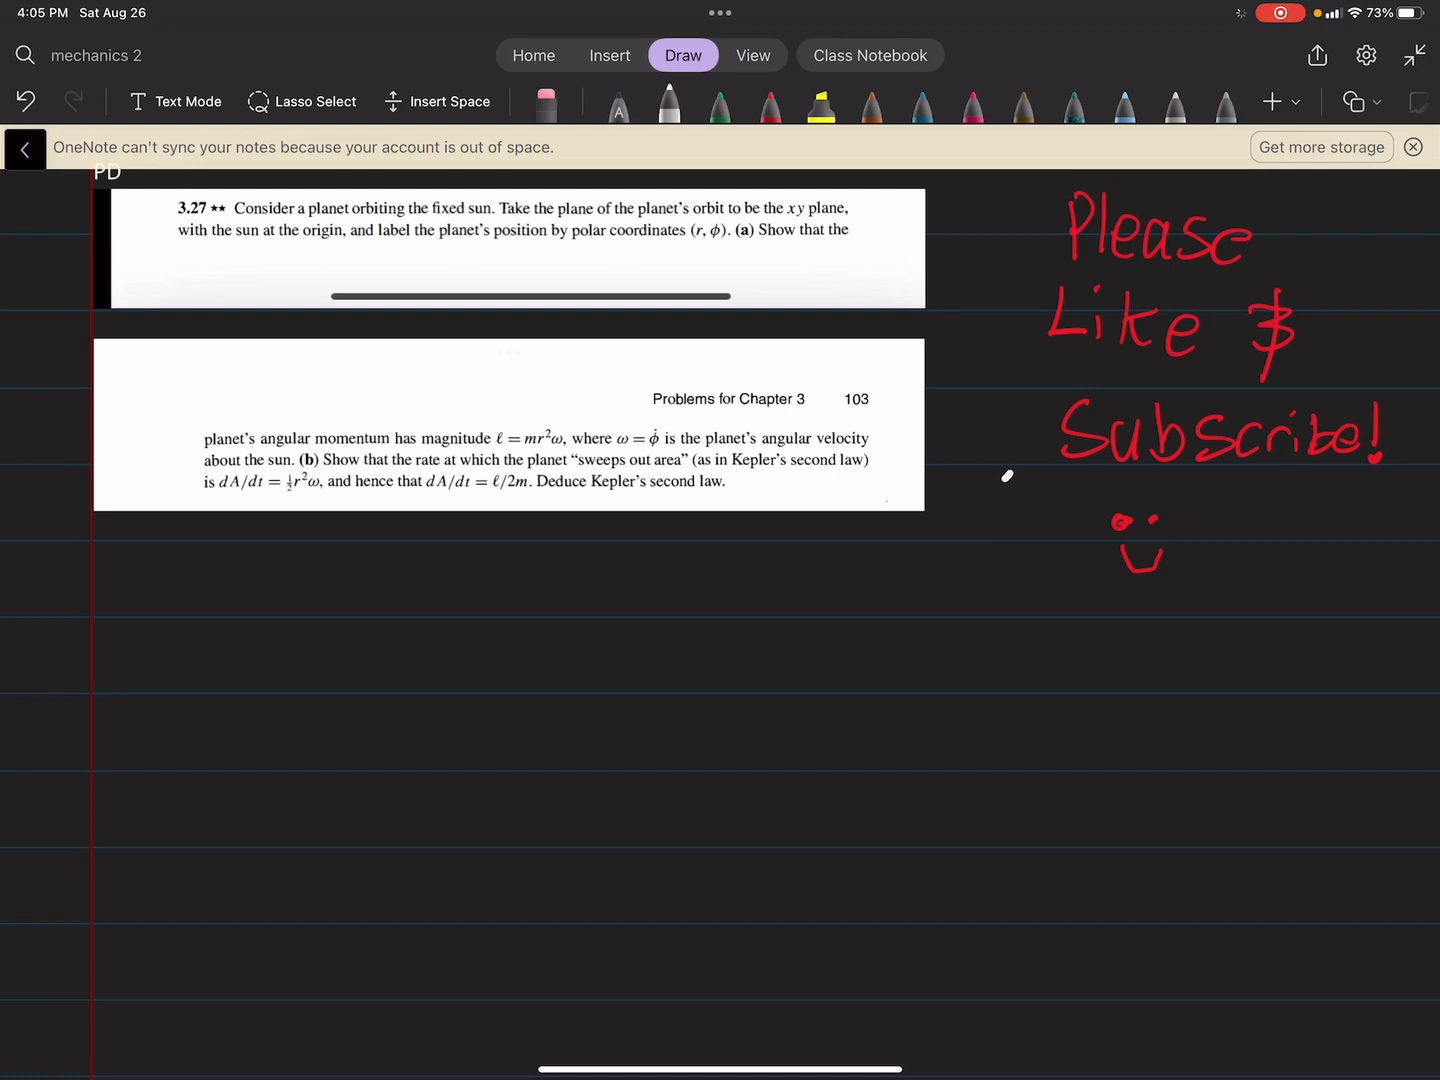 4:05 PM Sat Aug 26
73%
mechanics 2
Home Insert Draw View Class Notebook
Text Mode Lasso Select Insert Space
A
OneNote can't sync your notes because your account is out of space.
Get more storage
PD
3.27 ⋆⋆ Consider a planet orbiting the fixed sun. Take the plane of the planet's orbit to be the xy plane,
with the sun at the origin, and label the planet's position by polar coordinates (r, ϕ). (a) Show that the
Problems for Chapter 3 103
planet's angular momentum has magnitude ℓ = mr²ω, where ω = ϕ̇ is the planet's angular velocity
about the sun. (b) Show that the rate at which the planet “sweeps out area” (as in Kepler's second law)
is dA/dt = ½r²ω, and hence that dA/dt = ℓ/2m. Deduce Kepler's second law.
Please
Like &
Subscribe!